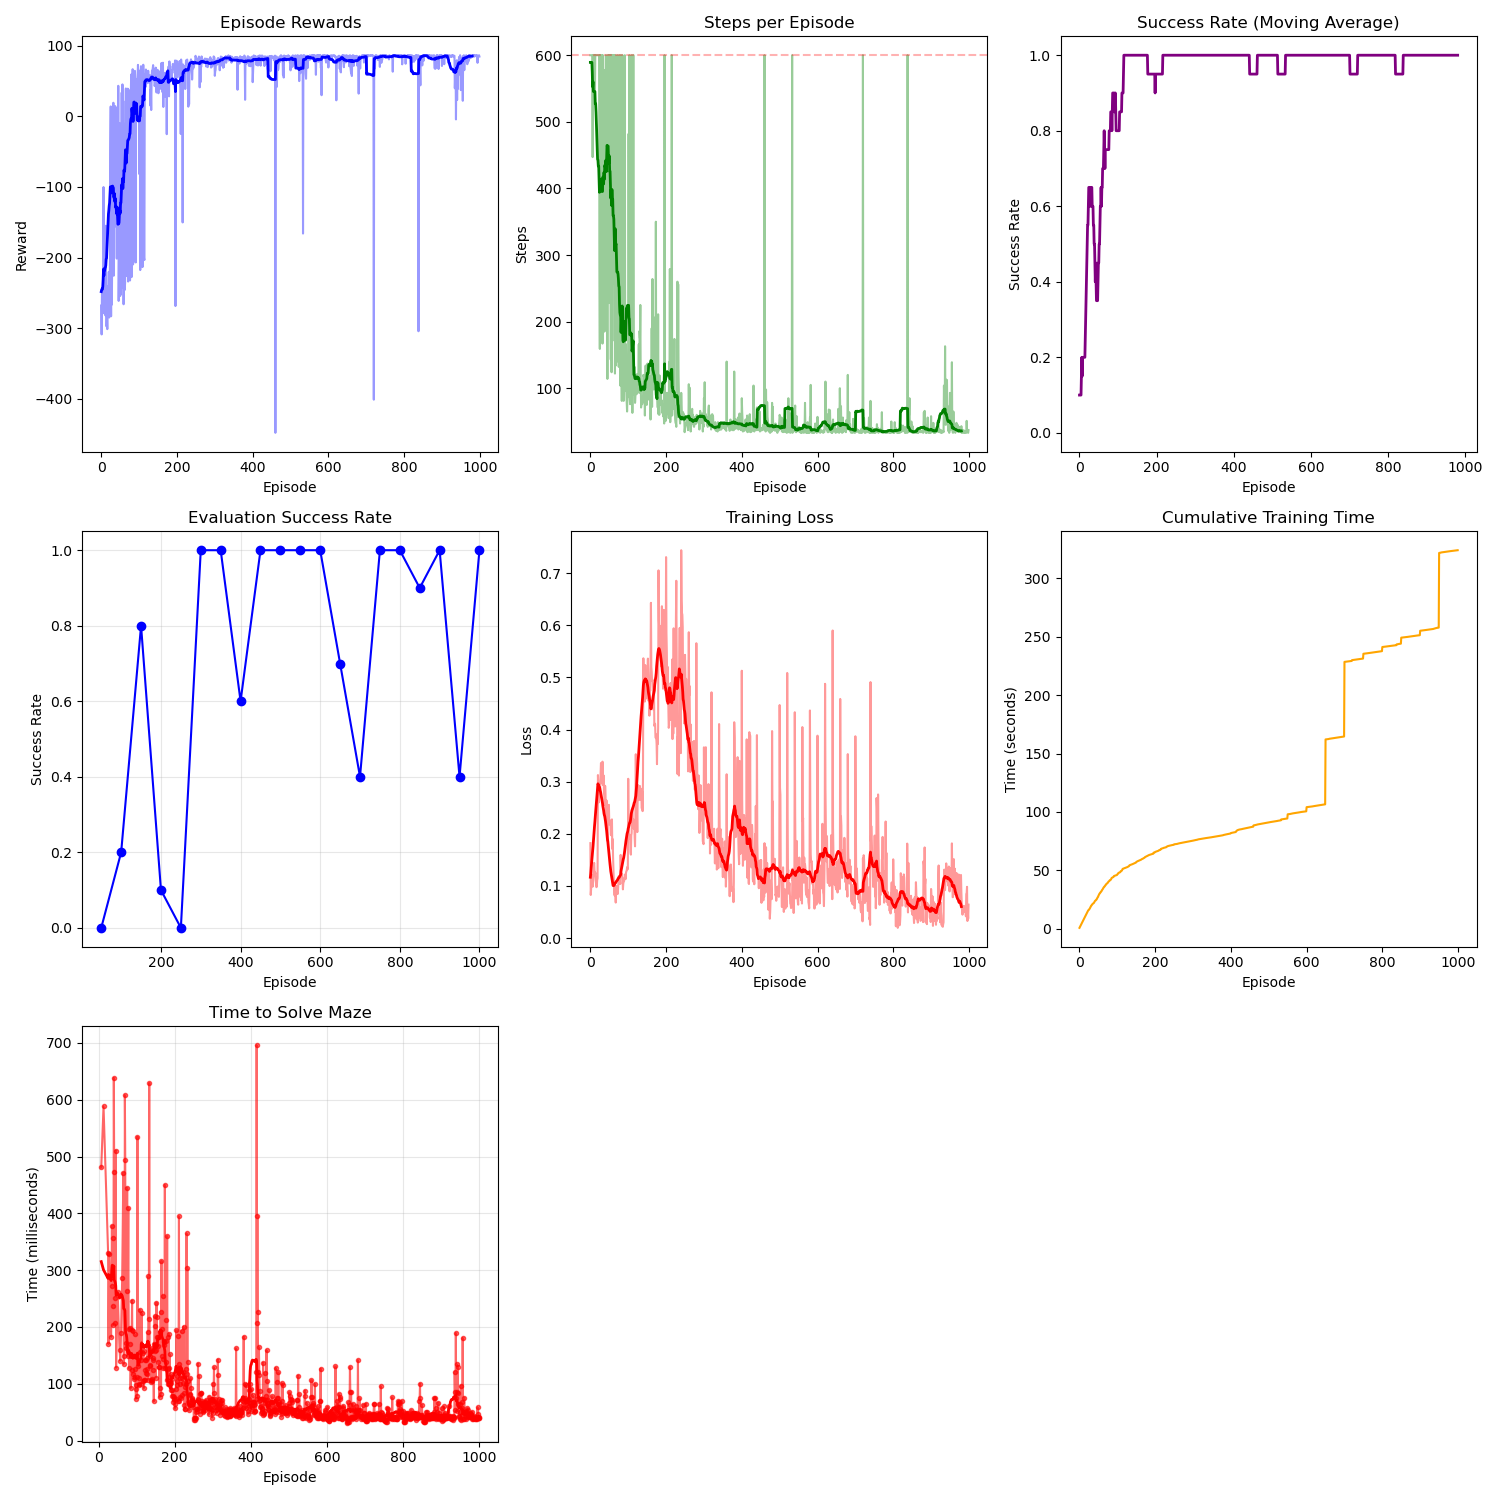 Episode Rewards
100
0
−100
−200
−300
−400
Reward
0 200 400 600 800 1000
Episode
Steps per Episode
600
500
400
300
200
100
Steps
0 200 400 600 800 1000
Episode
Success Rate (Moving Average)
1.0
0.8
0.6
0.4
0.2
0.0
Success Rate
0 200 400 600 800 1000
Episode
Evaluation Success Rate
1.0
0.8
0.6
0.4
0.2
0.0
Success Rate
200 400 600 800 1000
Episode
Training Loss
0.7
0.6
0.5
0.4
0.3
0.2
0.1
0.0
Loss
0 200 400 600 800 1000
Episode
Cumulative Training Time
300
250
200
150
100
50
0
Time (seconds)
0 200 400 600 800 1000
Episode
Time to Solve Maze
700
600
500
400
300
200
100
0
Time (milliseconds)
0 200 400 600 800 1000
Episode